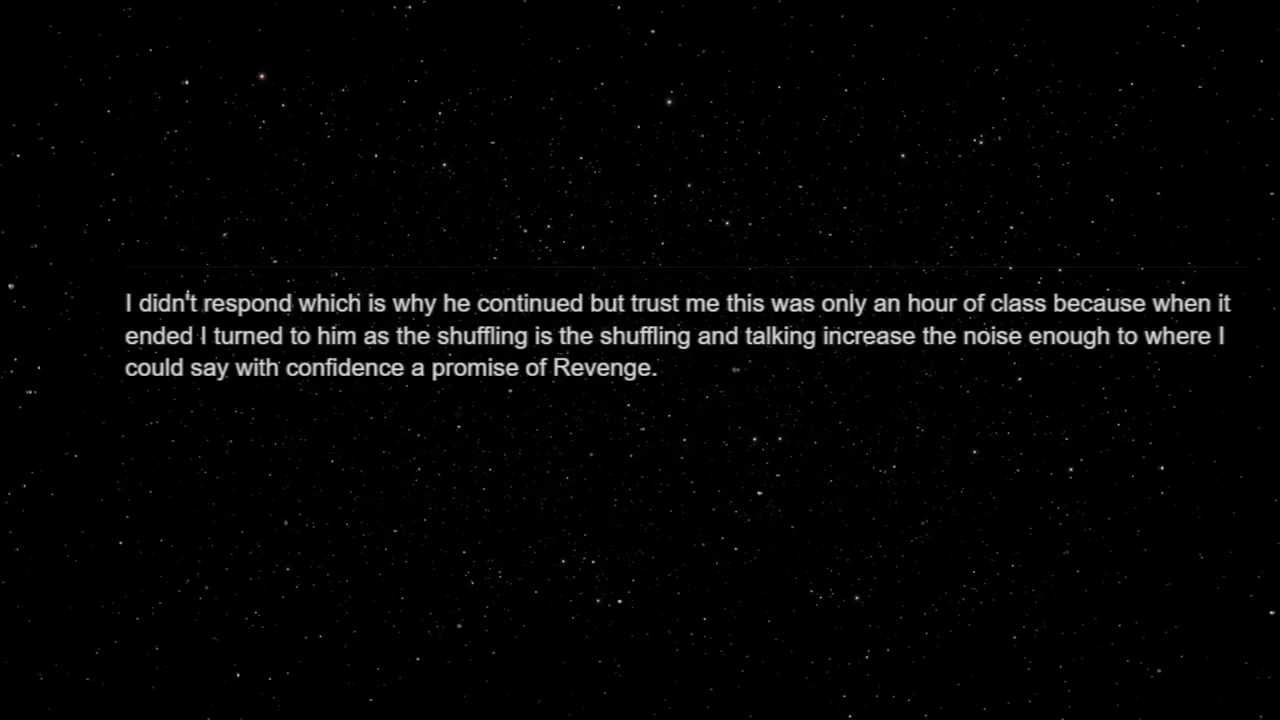 I didn't respond which is why he continued but trust me this was only an hour of class because when it
ended I turned to him as the shuffling is the shuffling and talking increase the noise enough to where I
could say with confidence a promise of Revenge.